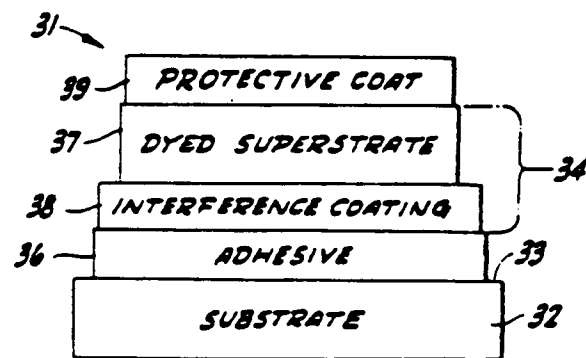 31
39 PROTECTIVE COAT
37 DYED SUPERSTRATE
34
38 INTERFERENCE COATING
36 ADHESIVE
33
SUBSTRATE 32